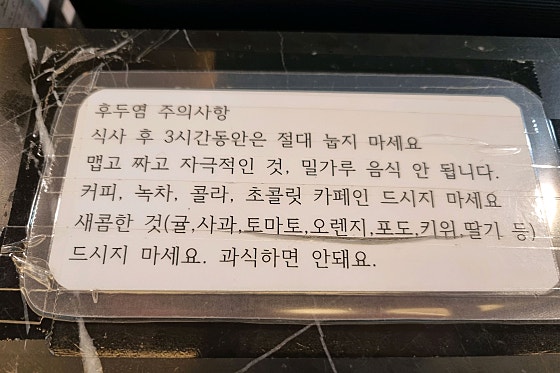 후두염 주의사항
식사 후 3시간동안은 절대 눕지 마세요
맵고 짜고 자극적인 것, 밀가루 음식 안 됩니다.
커피, 녹차, 콜라, 초콜릿 카페인 드시지 마세요
새콤한 것(귤,사과,토마토,오렌지,포도,키위,딸기 등)
드시지 마세요. 과식하면 안돼요.